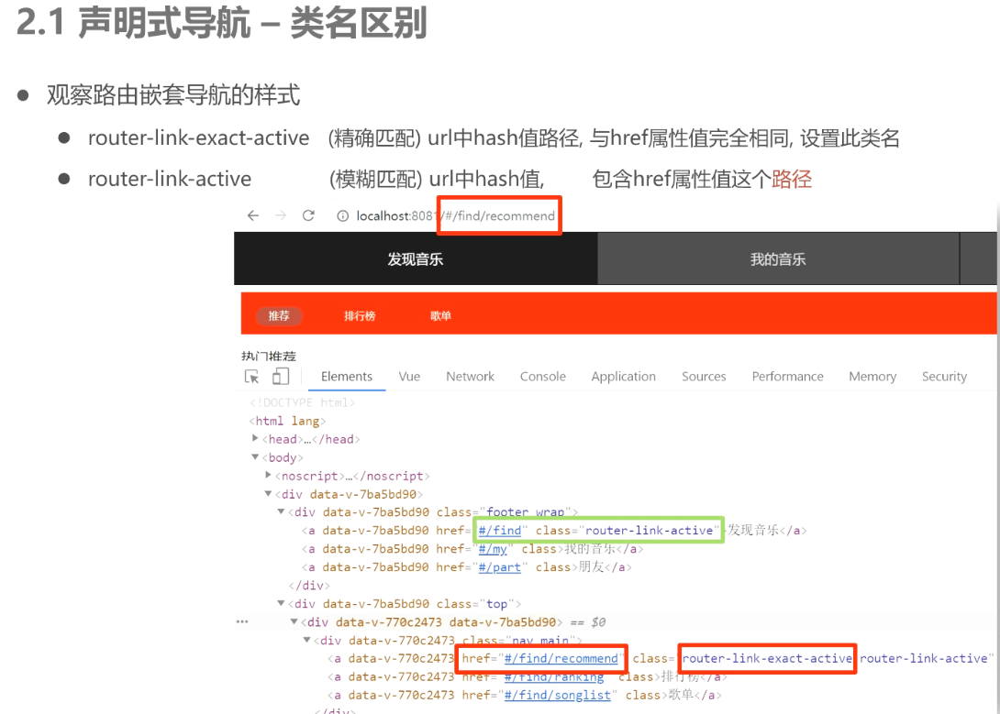 2.1 声明式导航 – 类名区别
● 观察路由嵌套导航的样式
● router-link-exact-active (精确匹配) url中hash值路径, 与href属性值完全相同, 设置此类名
● router-link-active (模糊匹配) url中hash值, 包含href属性值这个路径
localhost:8081/#/find/recommend
发现音乐 我的音乐
推荐 排行榜 歌单
热门推荐
Elements Vue Network Console Application Sources Performance Memory Security
<!DOCTYPE html>
<html lang>
▶<head>…</head>
▼<body>
▶<noscript>…</noscript>
▼<div data-v-7ba5bd90>
▼<div data-v-7ba5bd90 class="footer_wrap">
<a data-v-7ba5bd90 href="#/find" class="router-link-active">发现音乐</a>
<a data-v-7ba5bd90 href="#/my" class>我的音乐</a>
<a data-v-7ba5bd90 href="#/part" class>朋友</a>
</div>
▼<div data-v-7ba5bd90 class="top">
… ▼<div data-v-770c2473 data-v-7ba5bd90> == $0
▼<div data-v-770c2473 class="nav_main">
<a data-v-770c2473 href="#/find/recommend" class="router-link-exact-active router-link-active"
<a data-v-770c2473 href="#/find/ranking" class>排行榜</a>
<a data-v-770c2473 href="#/find/songlist" class>歌单</a>
</div>